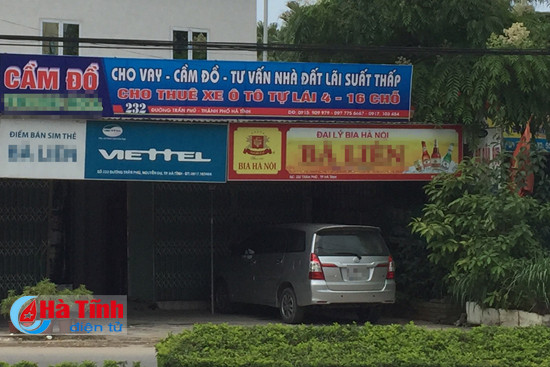 CẦM ĐỒ
CHO VAY - CẦM ĐỒ - TƯ VẤN NHÀ ĐẤT LÃI SUẤT THẤP
CHO THUÊ XE Ô TÔ TỰ LÁI 4 - 16 CHỖ
232
ĐƯỜNG TRẦN PHÚ - THÀNH PHỐ HÀ TĨNH
ĐIỂM BÁN SIM THẺ
VIETTEL
BIA HÀ NỘI
ĐẠI LÝ BIA HÀ NỘI
Hà Tĩnh
điện tử